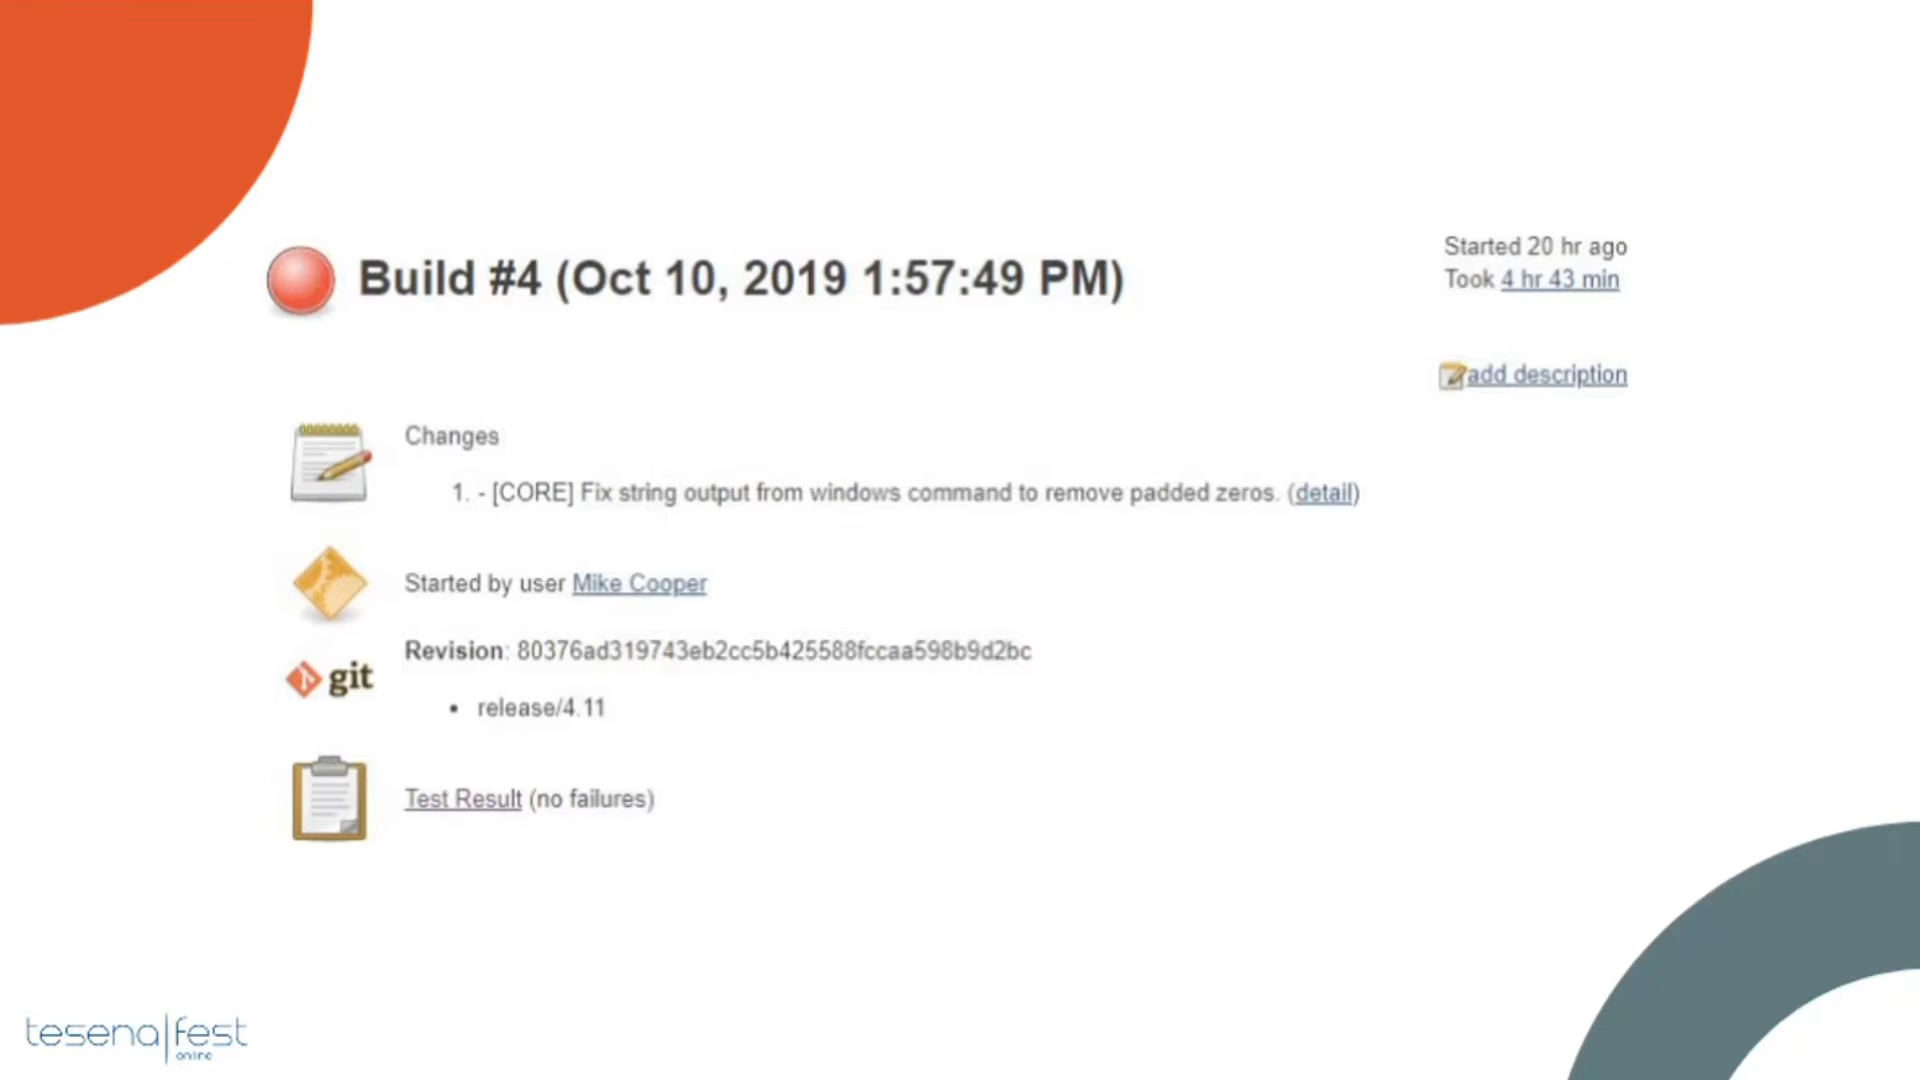 Build #4 (Oct 10, 2019 1:57:49 PM)
Started 20 hr ago
Took 4 hr 43 min
add description
Changes
1. - [CORE] Fix string output from windows command to remove padded zeros. (detail)
Started by user Mike Cooper
Revision: 80376ad319743eb2cc5b425588fccaa598b9d2bc
git
• release/4.11
Test Result (no failures)
tesena|fest
online